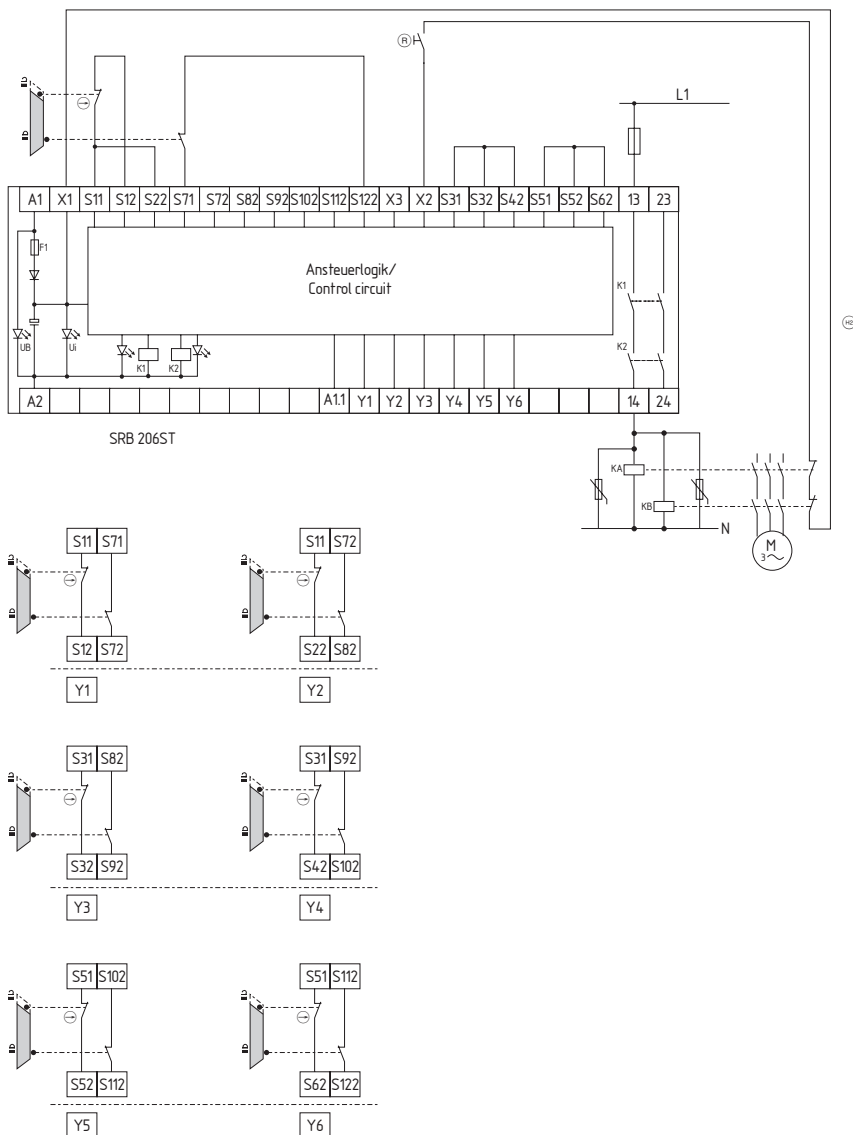 R
L1
A1 X1 S11 S12 S22 S71 S72 S82 S92 S102 S112 S122 X3 X2 S31 S32 S42 S51 S52 S62 13 23
F1
Ansteuerlogik/
Control circuit
K1
K2
UB Ui K1 K2
H2
A2 A1.1 Y1 Y2 Y3 Y4 Y5 Y6 14 24
SRB 206ST
KA
KB
N
M
3~
S11 S71
S12 S72
Y1
S11 S72
S22 S82
Y2
S31 S82
S32 S92
Y3
S31 S92
S42 S102
Y4
S51 S102
S52 S112
Y5
S51 S112
S62 S122
Y6